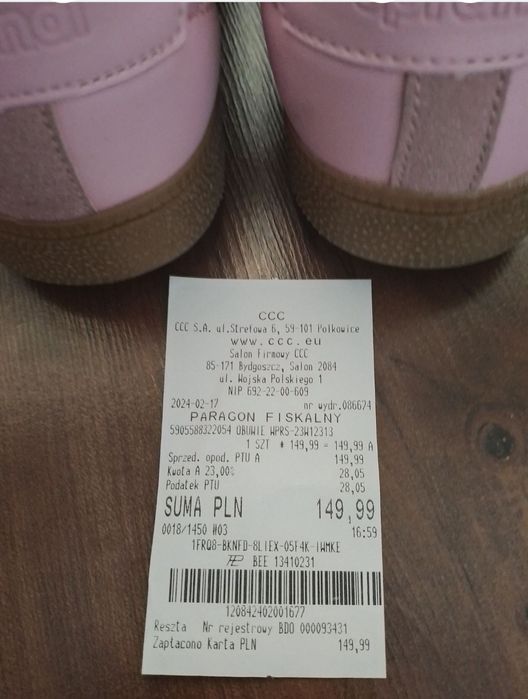 CCC
CCC S.A. ul.Strefowa 6, 59-101 Polkowice
www.ccc.eu
Salon Firmowy CCC
85-171 Bydgoszcz, Salon 2084
ul. Wojska Polskiego 1
NIP 692-22-00-609
2024-02-17 nr wydr.086674
PARAGON FISKALNY
5905588322054 OBUWIE WPRS-23W12313
1 SZT * 149,99 = 149,99 A
Sprzed. opod. PTU A 149,99
Kwota A 23,00% 28,05
Podatek PTU 28,05
SUMA PLN 149,99
0018/1450 #03 16:59
1FRQ8-BKNFD-8LIEX-O5F4K-IWMKE
BEE 13410231
120842402001677
Reszta Nr rejestrowy BDO 000093431
Zapłacono Karta PLN 149,99